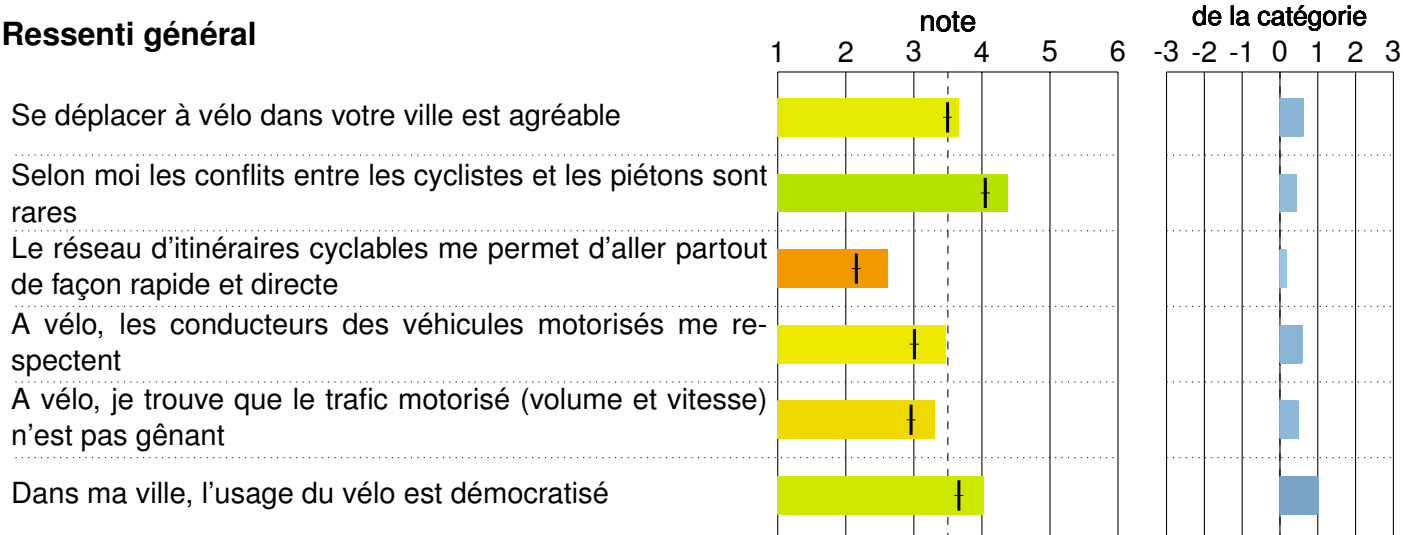 Ressenti général
note
de la catégorie
1 2 3 4 5 6
-3 -2 -1 0 1 2 3
Se déplacer à vélo dans votre ville est agréable
Selon moi les conflits entre les cyclistes et les piétons sont
rares
Le réseau d'itinéraires cyclables me permet d'aller partout
de façon rapide et directe
A vélo, les conducteurs des véhicules motorisés me re-
spectent
A vélo, je trouve que le trafic motorisé (volume et vitesse)
n'est pas gênant
Dans ma ville, l'usage du vélo est démocratisé